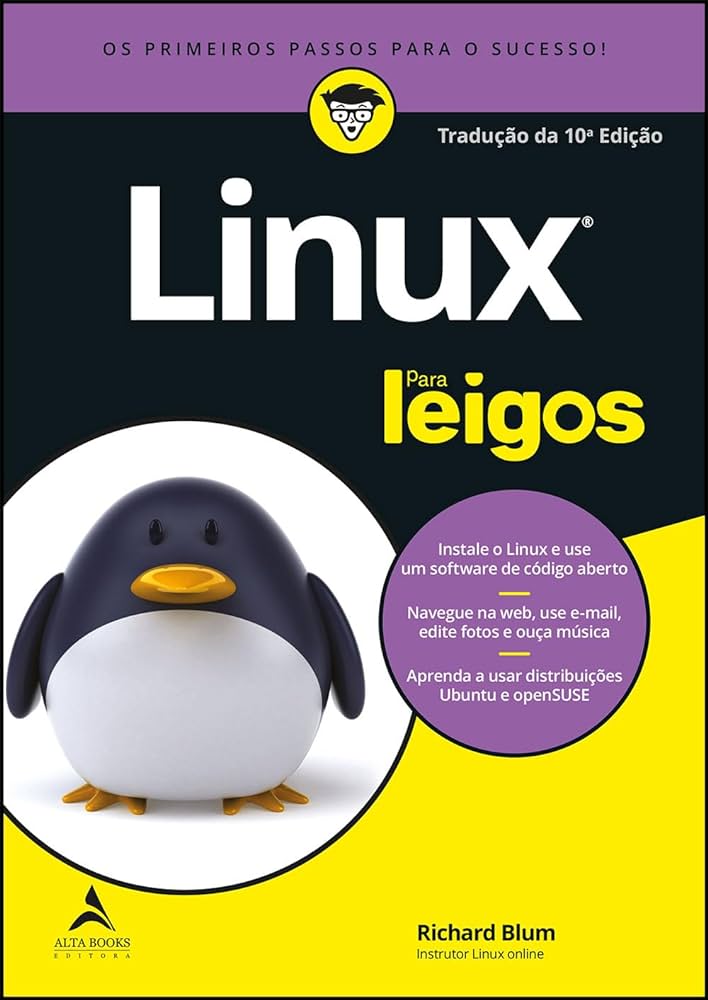 OS PRIMEIROS PASSOS PARA O SUCESSO!
Tradução da 10ª Edição
Linux®
Para
leigos
Instale o Linux e use
um software de código aberto
Navegue na web, use e-mail,
edite fotos e ouça música
Aprenda a usar distribuições
Ubuntu e openSUSE
Richard Blum
Instrutor Linux online
ALTA BOOKS
EDITORA